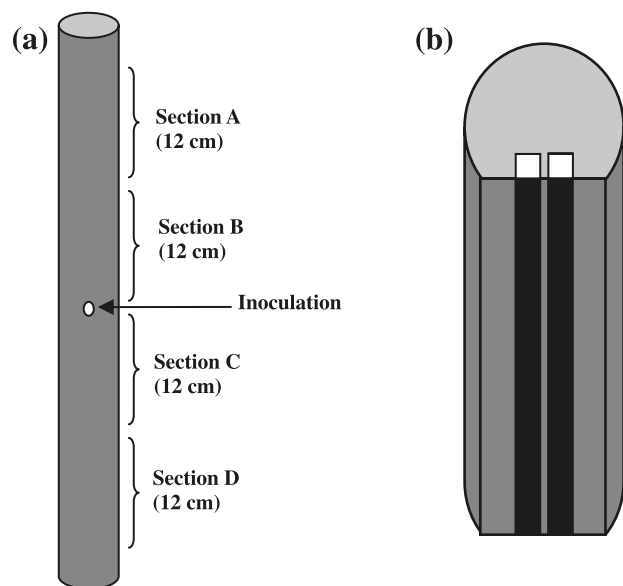 (a)
(b)
Section A
(12 cm)
Section B
(12 cm)
Inoculation
Section C
(12 cm)
Section D
(12 cm)